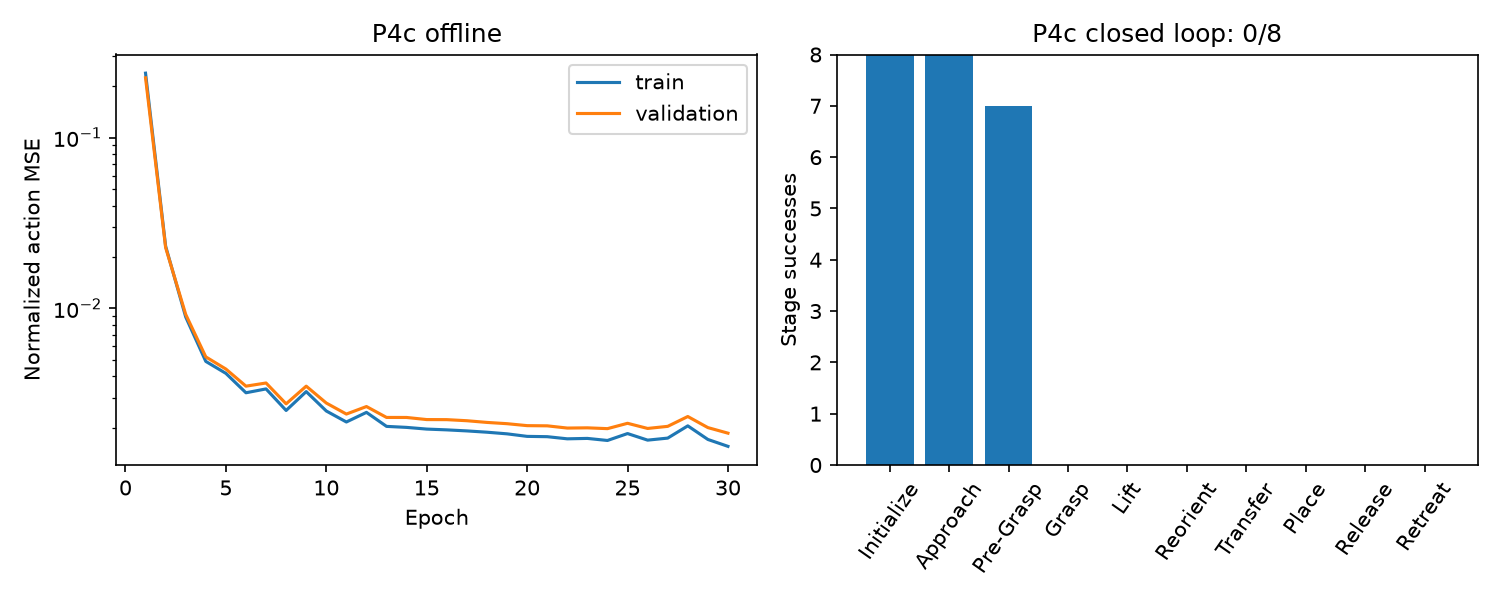 P4c offline
Normalized action MSE
10⁻¹
10⁻²
train
validation
0 5 10 15 20 25 30
Epoch
P4c closed loop: 0/8
Stage successes
8
7
6
5
4
3
2
1
0
Initialize
Approach
Pre-Grasp
Grasp
Lift
Reorient
Transfer
Place
Release
Retreat